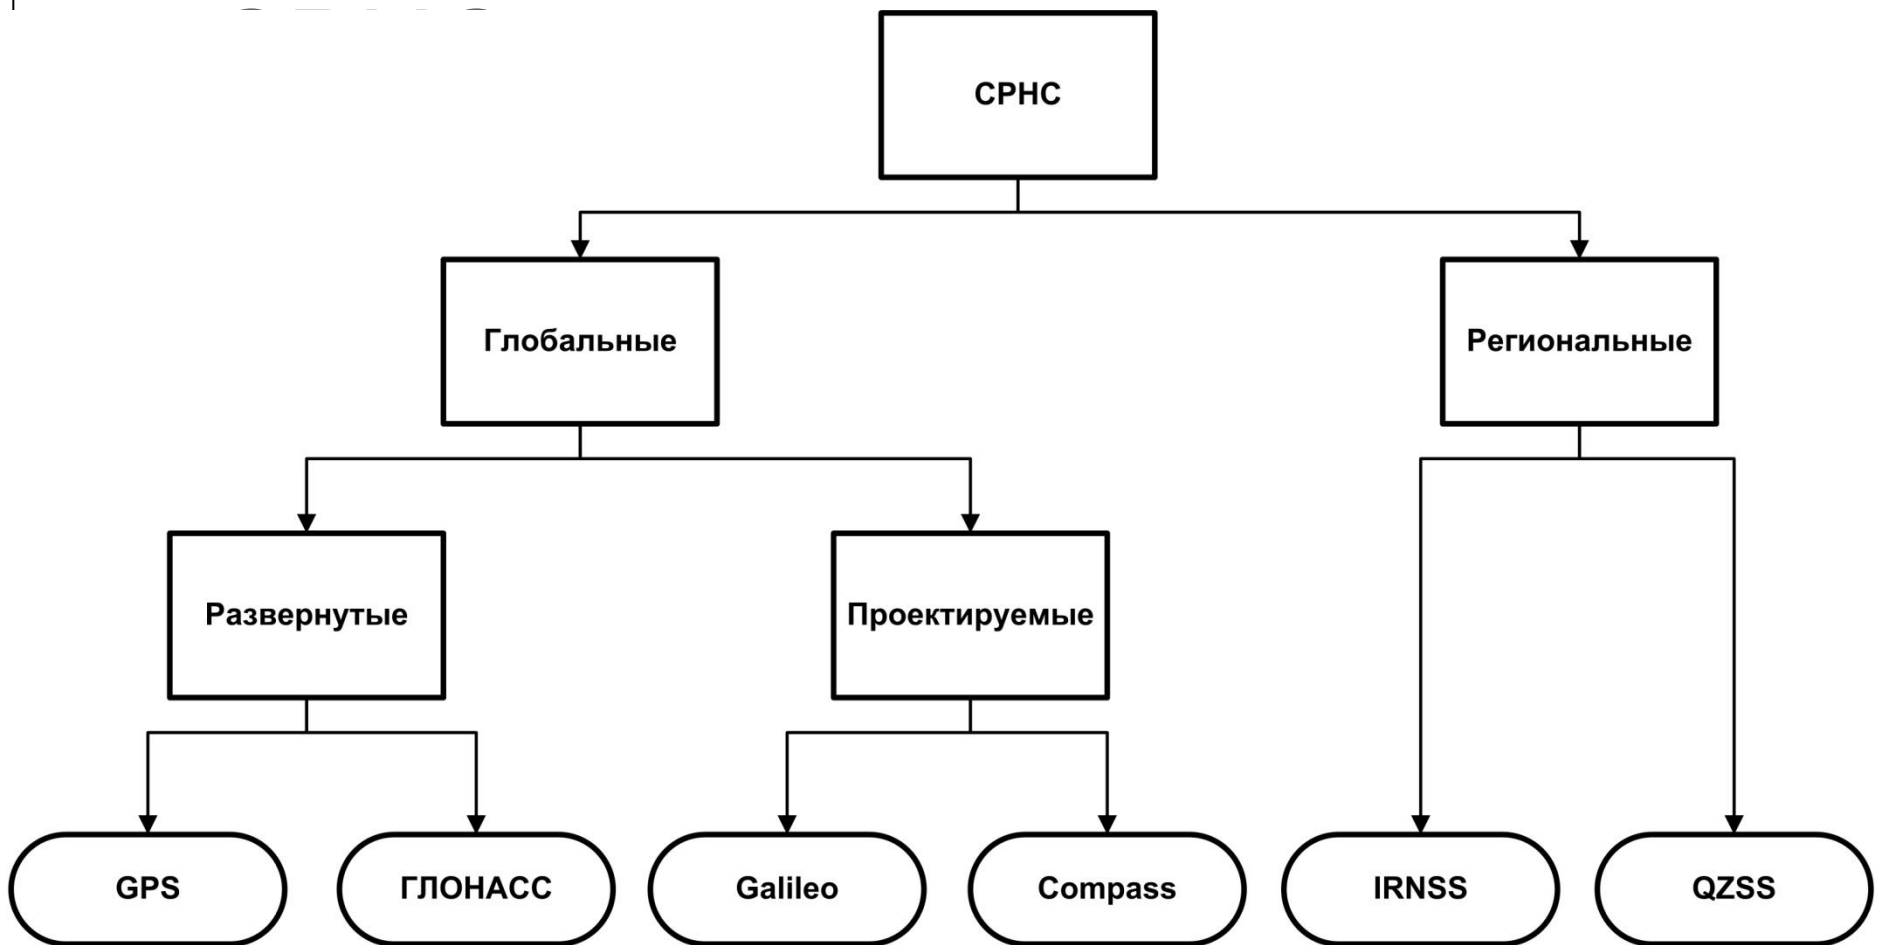 СРНС
Глобальные
Региональные
Развернутые
Проектируемые
GPS
ГЛОНАСС
Galileo
Compass
IRNSS
QZSS